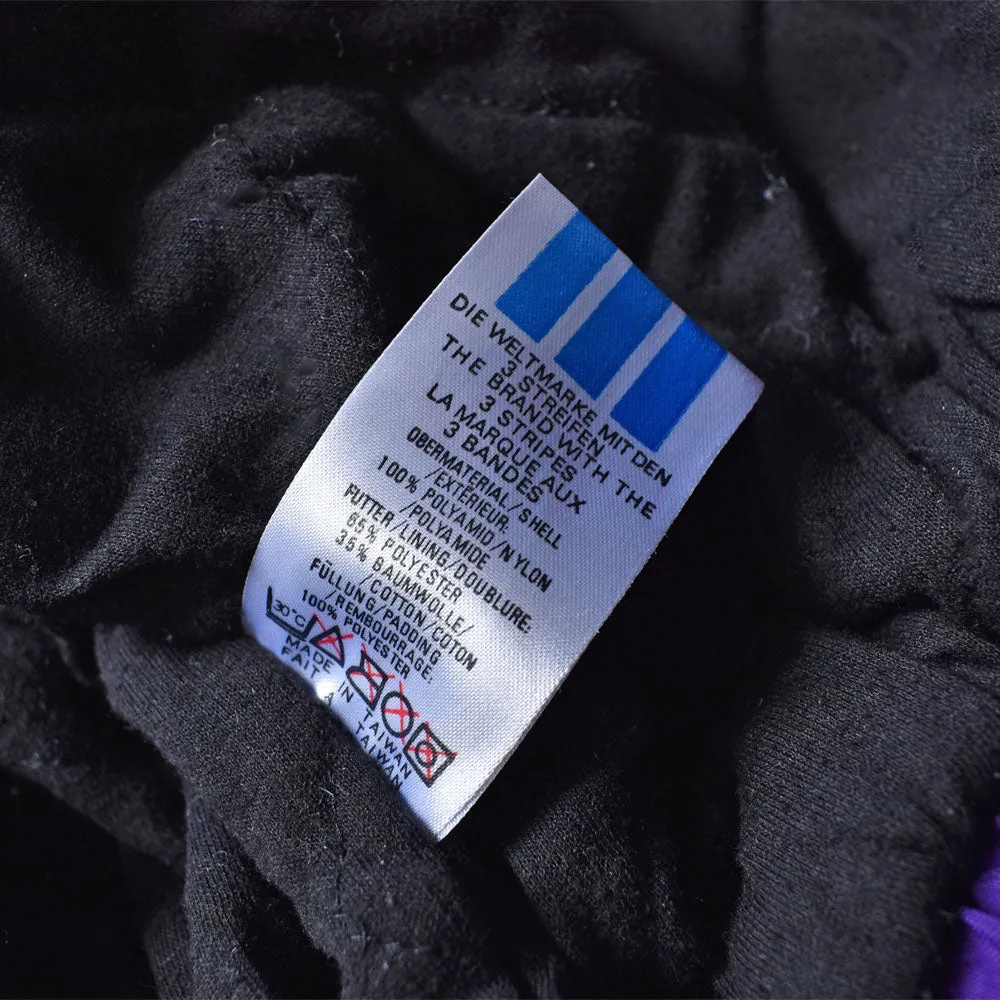 DIE WELTMARKE MIT DEN
3 STREIFEN
THE BRAND WITH THE
3 STRIPES
LA MARQUE AUX
3 BANDES
OBERMATERIAL/SHELL
/EXTERIEUR:
100% POLYAMID/NYLON
/POLYAMIDE
FUTTER/LINING/DOUBLURE:
65% POLYESTER
35% BAUMWOLLE/
/COTTON/COTON
FÜLLUNG/PADDING
/REMBOURRAGE:
100% POLYESTER
30°C
MADE IN TAIWAN
FAIT A TAIWAN